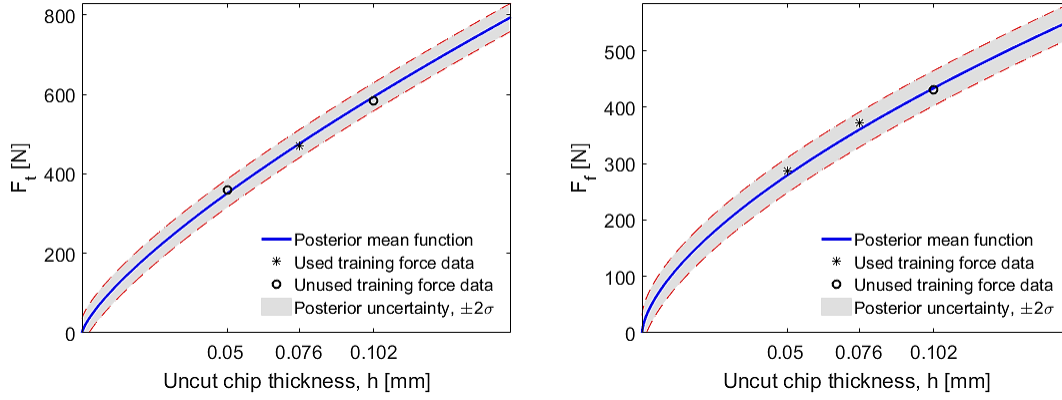 800
600
400
200
0
F_t [N]
0.05 0.076 0.102
Uncut chip thickness, h [mm]
Posterior mean function
Used training force data
Unused training force data
Posterior uncertainty, ±2σ
500
400
300
200
100
0
F_f [N]
0.05 0.076 0.102
Uncut chip thickness, h [mm]
Posterior mean function
Used training force data
Unused training force data
Posterior uncertainty, ±2σ